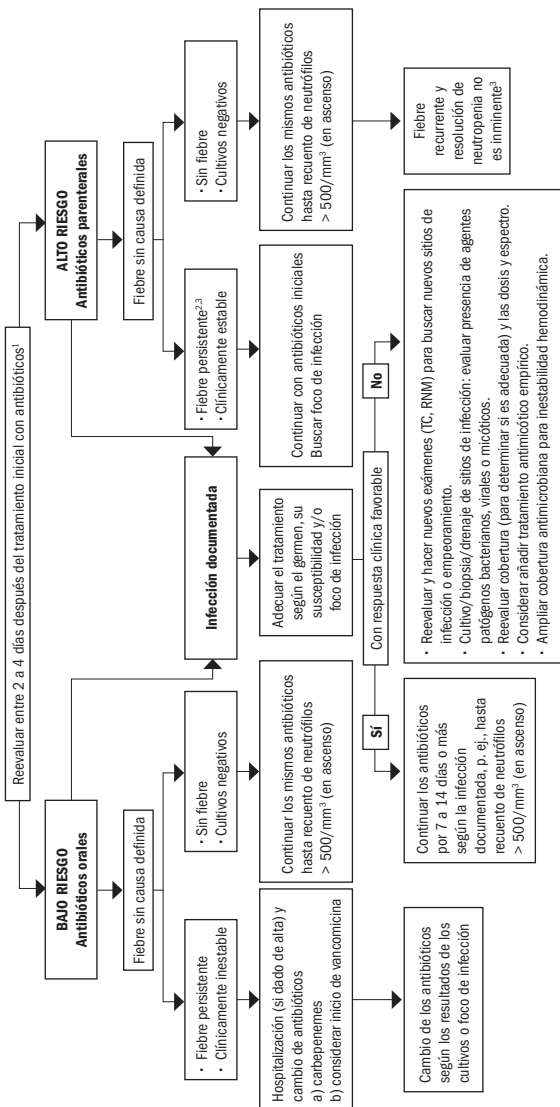 Reevaluar entre 2 a 4 días después del tratamiento inicial con antibióticos¹
BAJO RIESGO
Antibióticos orales
ALTO RIESGO
Antibióticos parenterales
Fiebre sin causa definida
Fiebre sin causa definida
· Fiebre persistente
· Clínicamente inestable
· Sin fiebre
· Cultivos negativos
Infección documentada
· Fiebre persistente²,³
· Clínicamente estable
· Sin fiebre
· Cultivos negativos
Hospitalización (si dado de alta) y
cambio de antibióticos
a) carbepenemes
b) considerar inicio de vancomicina
Continuar los mismos antibióticos
hasta recuento de neutrófilos
> 500/mm³ (en ascenso)
Adecuar el tratamiento
según el germen, su
susceptibilidad y/o
foco de infección
Continuar con antibióticos iniciales
Buscar foco de infección
Continuar los mismos antibióticos
hasta recuento de neutrófilos
> 500/mm³ (en ascenso)
Con respuesta clínica favorable
Sí
No
Cambio de los antibióticos
según los resultados de los
cultivos o foco de infección
Continuar los antibióticos
por 7 a 14 días o más
según la infección
documentada, p. ej., hasta
recuento de neutrófilos
> 500/mm³ (en ascenso)
· Reevaluar y hacer nuevos exámenes (TC, RNM) para buscar nuevos sitios de
infección o empeoramiento.
· Cultivo/biopsia/drenaje de sitios de infección: evaluar presencia de agentes
patógenos bacterianos, virales o micóticos.
· Reevaluar cobertura (para determinar si es adecuada) y las dosis y espectro.
· Considerar añadir tratamiento antimicótico empírico.
· Ampliar cobertura antimicrobiana para inestabilidad hemodinámica.
Fiebre
recurrente y
resolución de
neutropenia no
es inminente³